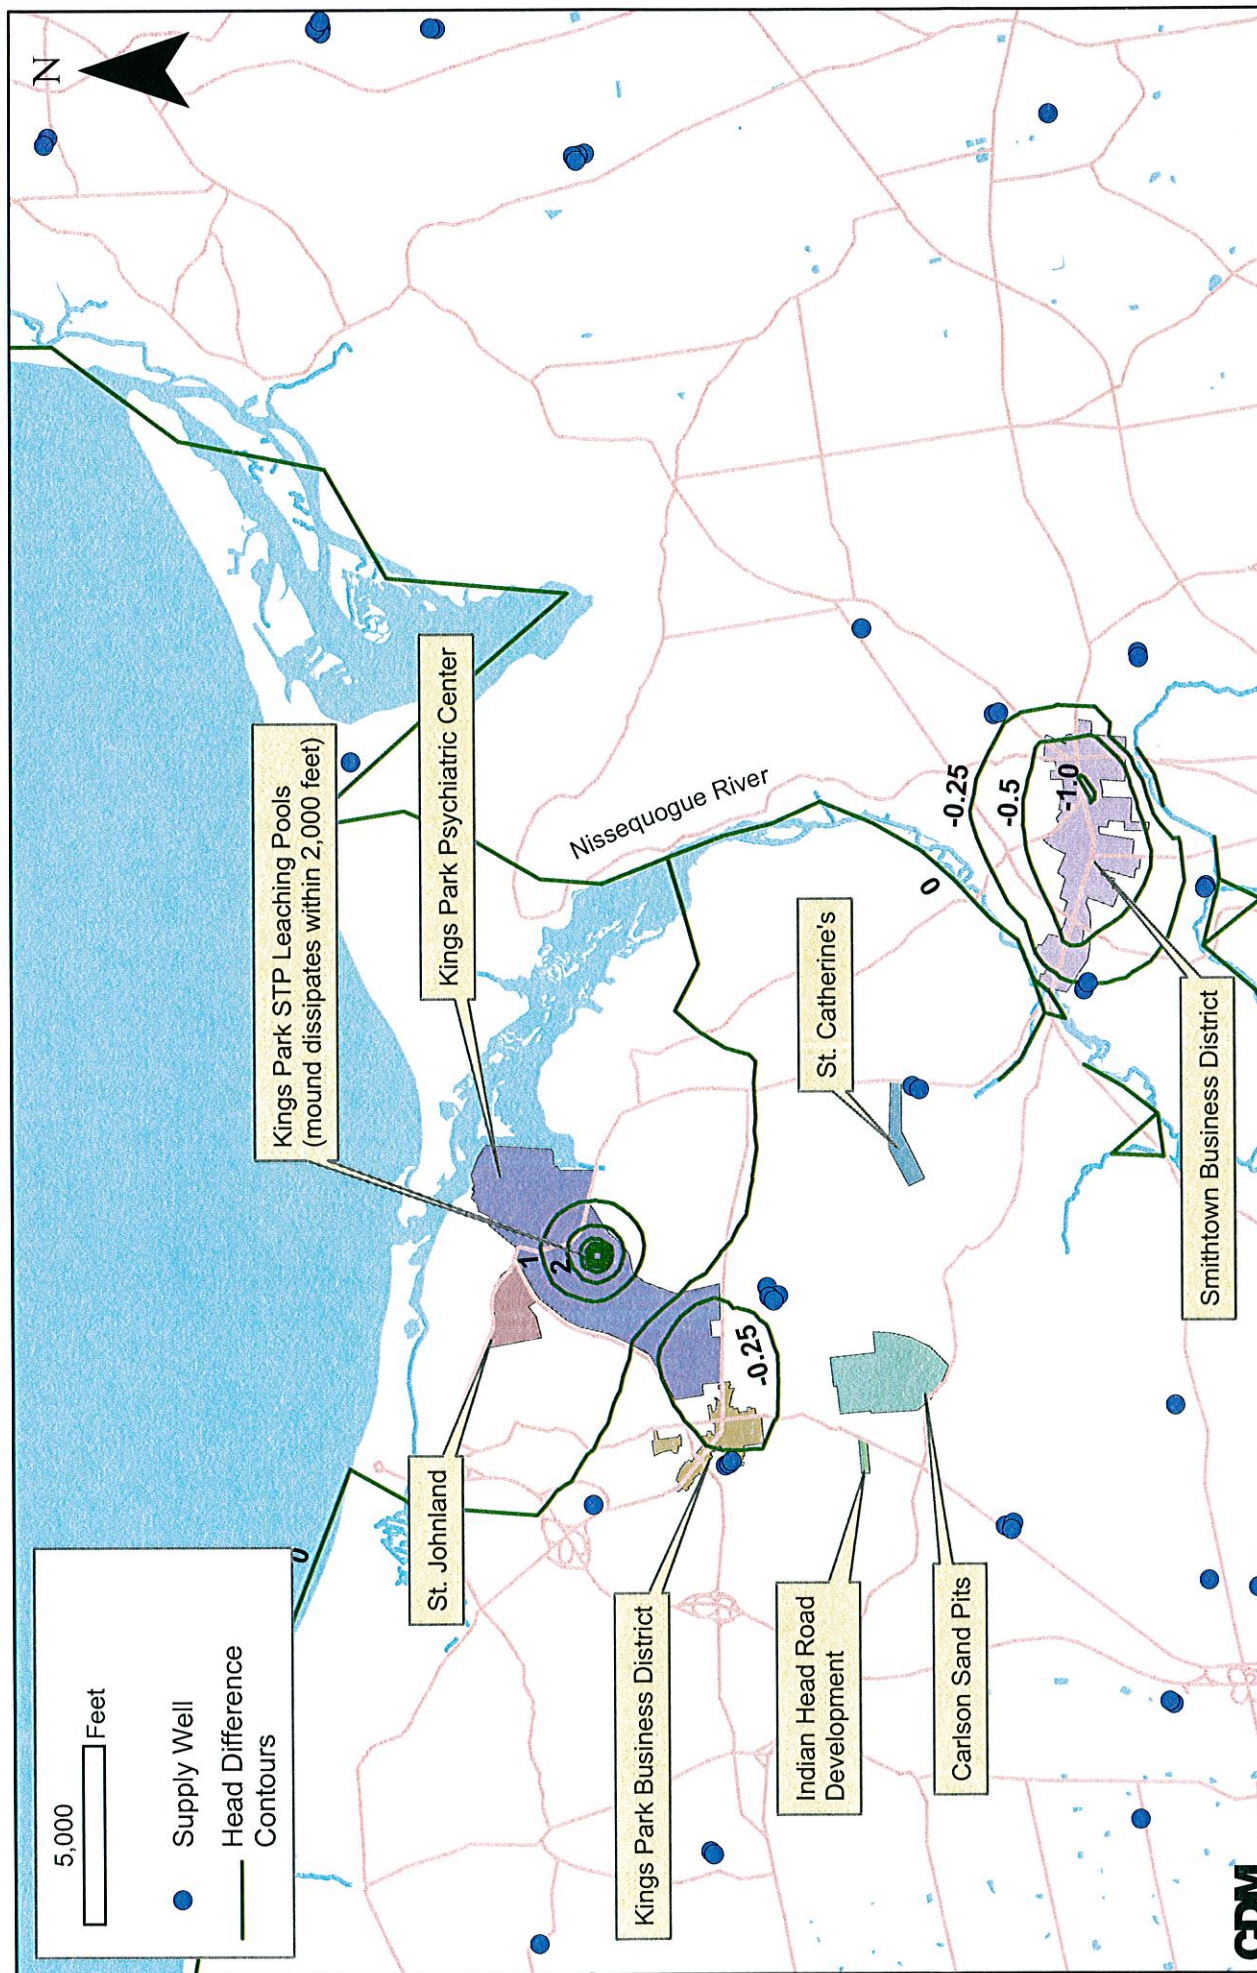 N
5,000
Feet
Supply Well
Head Difference
Contours
0
Kings Park STP Leaching Pools
(mound dissipates within 2,000 feet)
Kings Park Psychiatric Center
St. Johnland
1
2
Nissequogue River
Kings Park Business District
-0.25
St. Catherine's
0
-0.25
-0.5
-1.0
Indian Head Road
Development
Carlson Sand Pits
Smithtown Business District
CDM